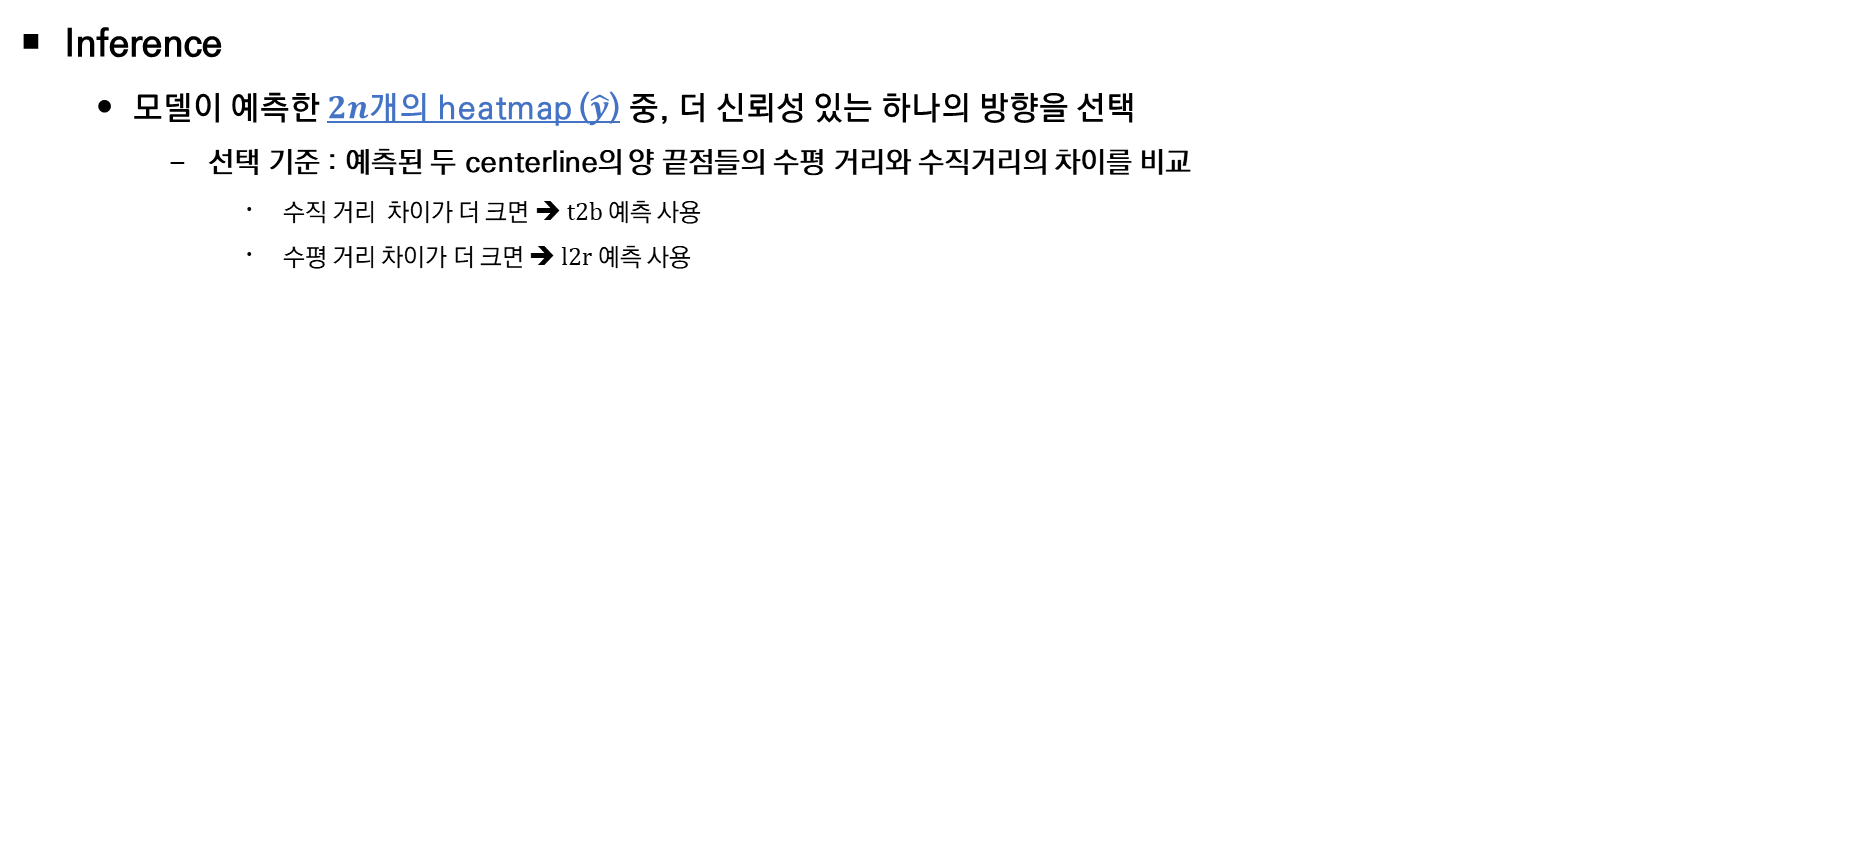 ▪ Inference
• 모델이 예측한 2n개의 heatmap (ŷ) 중, 더 신뢰성 있는 하나의 방향을 선택
– 선택 기준 : 예측된 두 centerline의 양 끝점들의 수평 거리와 수직거리의 차이를 비교
· 수직 거리 차이가 더 크면 ➔ t2b 예측 사용
· 수평 거리 차이가 더 크면 ➔ l2r 예측 사용